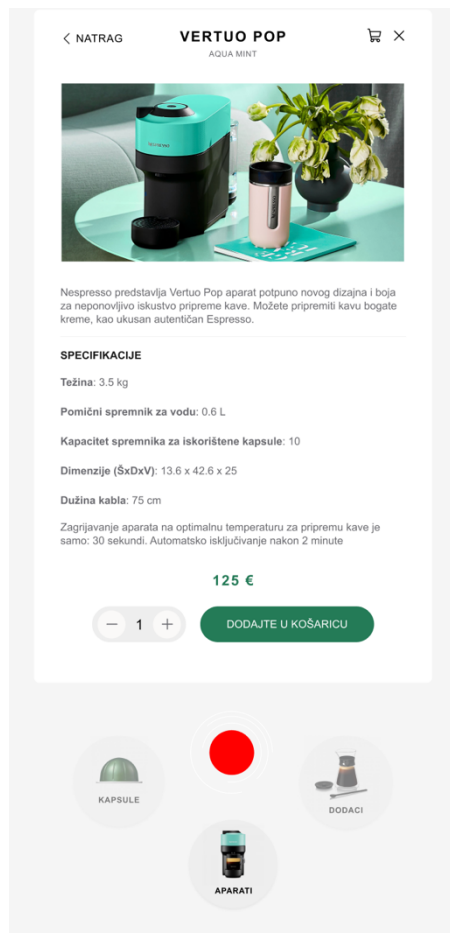 NATRAG
VERTUO POP
AQUA MINT
Nespresso predstavlja Vertuo Pop aparat potpuno novog dizajna i boja
za neponovljivo iskustvo pripreme kave. Možete pripremiti kavu bogate
kreme, kao ukusan autentičan Espresso.
SPECIFIKACIJE
Težina: 3.5 kg
Pomični spremnik za vodu: 0.6 L
Kapacitet spremnika za iskorištene kapsule: 10
Dimenzije (ŠxDxV): 13.6 x 42.6 x 25
Dužina kabla: 75 cm
Zagrijavanje aparata na optimalnu temperaturu za pripremu kave je
samo: 30 sekundi. Automatsko isključivanje nakon 2 minute
125 €
1
DODAJTE U KOŠARICU
KAPSULE
DODACI
APARATI